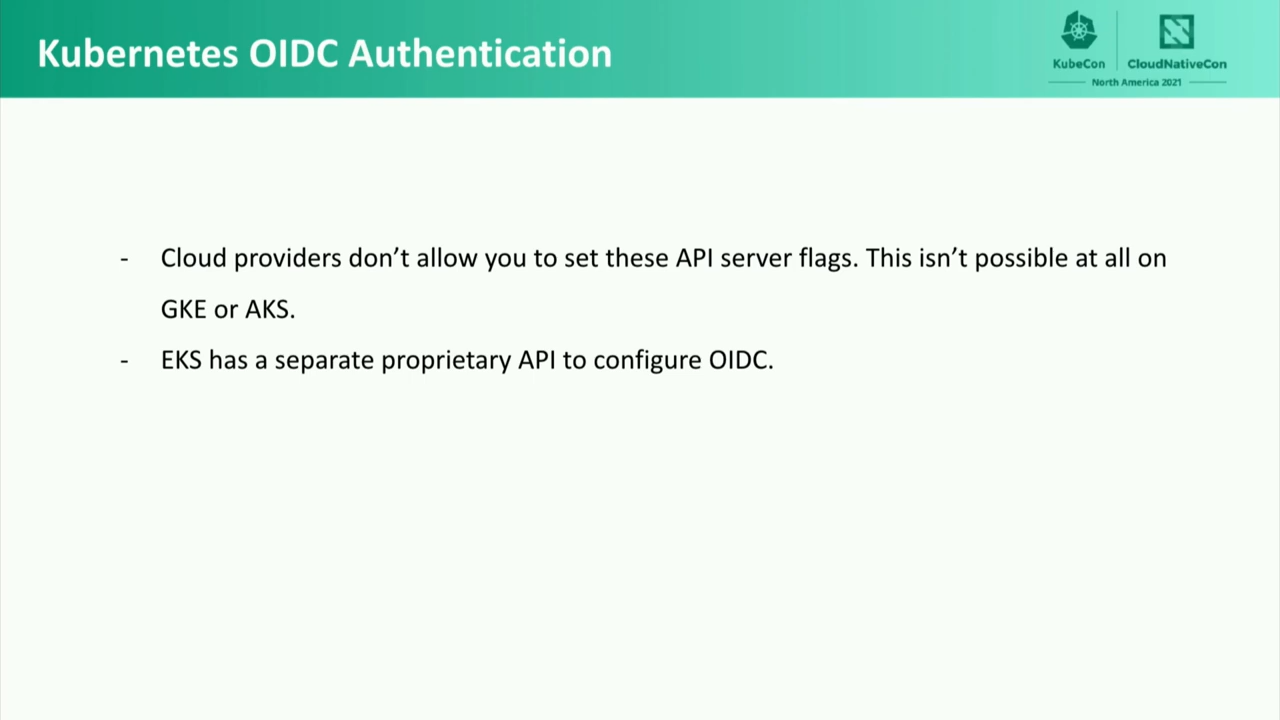 Kubernetes OIDC Authentication
KubeCon
CloudNativeCon
North America 2021
- Cloud providers don’t allow you to set these API server flags. This isn’t possible at all on
GKE or AKS.
- EKS has a separate proprietary API to configure OIDC.